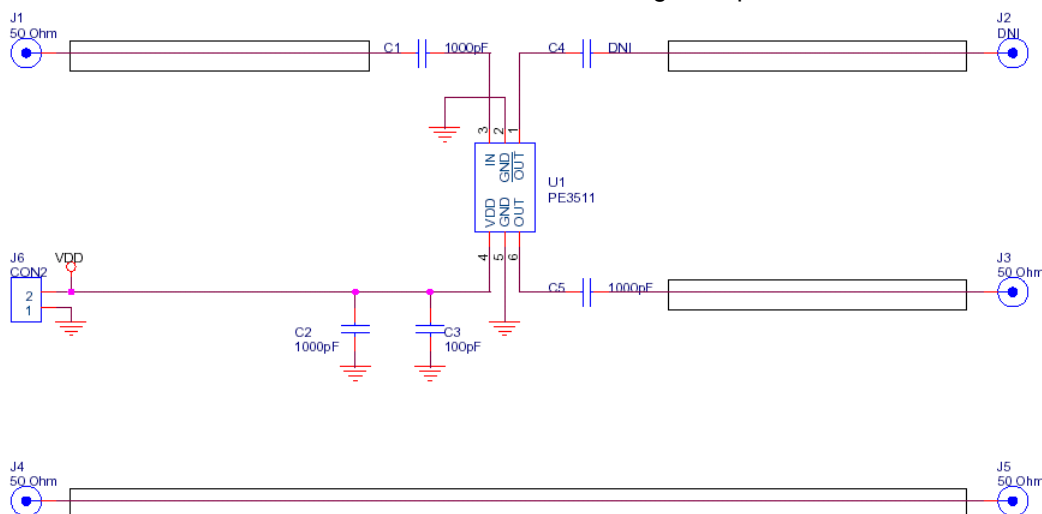 J1
50 Ohm
C1
1000pF
C4
DNI
J2
DNI
3
2
1
IN
GND
OUT
U1
PE3511
VDD
GND
OUT
4
5
6
J6
CON2
VDD
2
1
C2
1000pF
C3
100pF
C5
1000pF
J3
50 Ohm
J4
50 Ohm
J5
50 Ohm